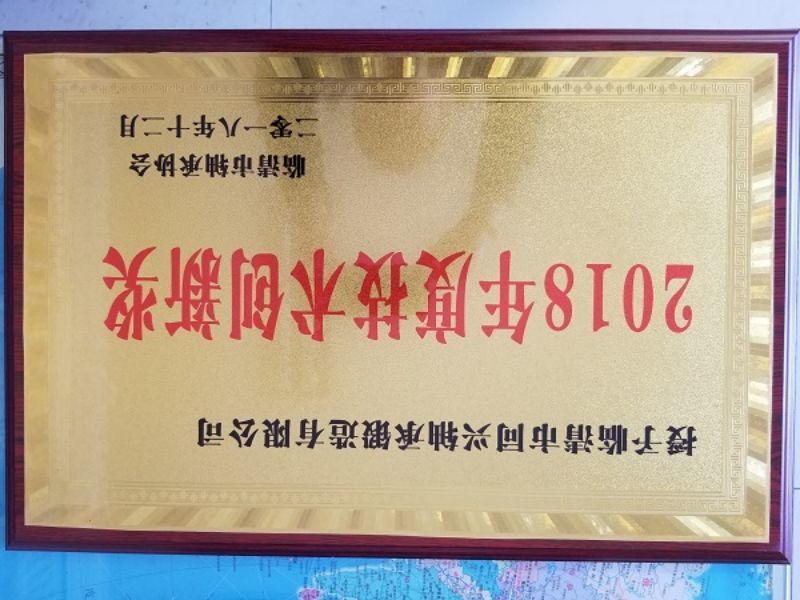 授予临清市同兴轴承锻造有限公司
2018年度技术创新奖
临清市轴承协会
二零一八年十二月